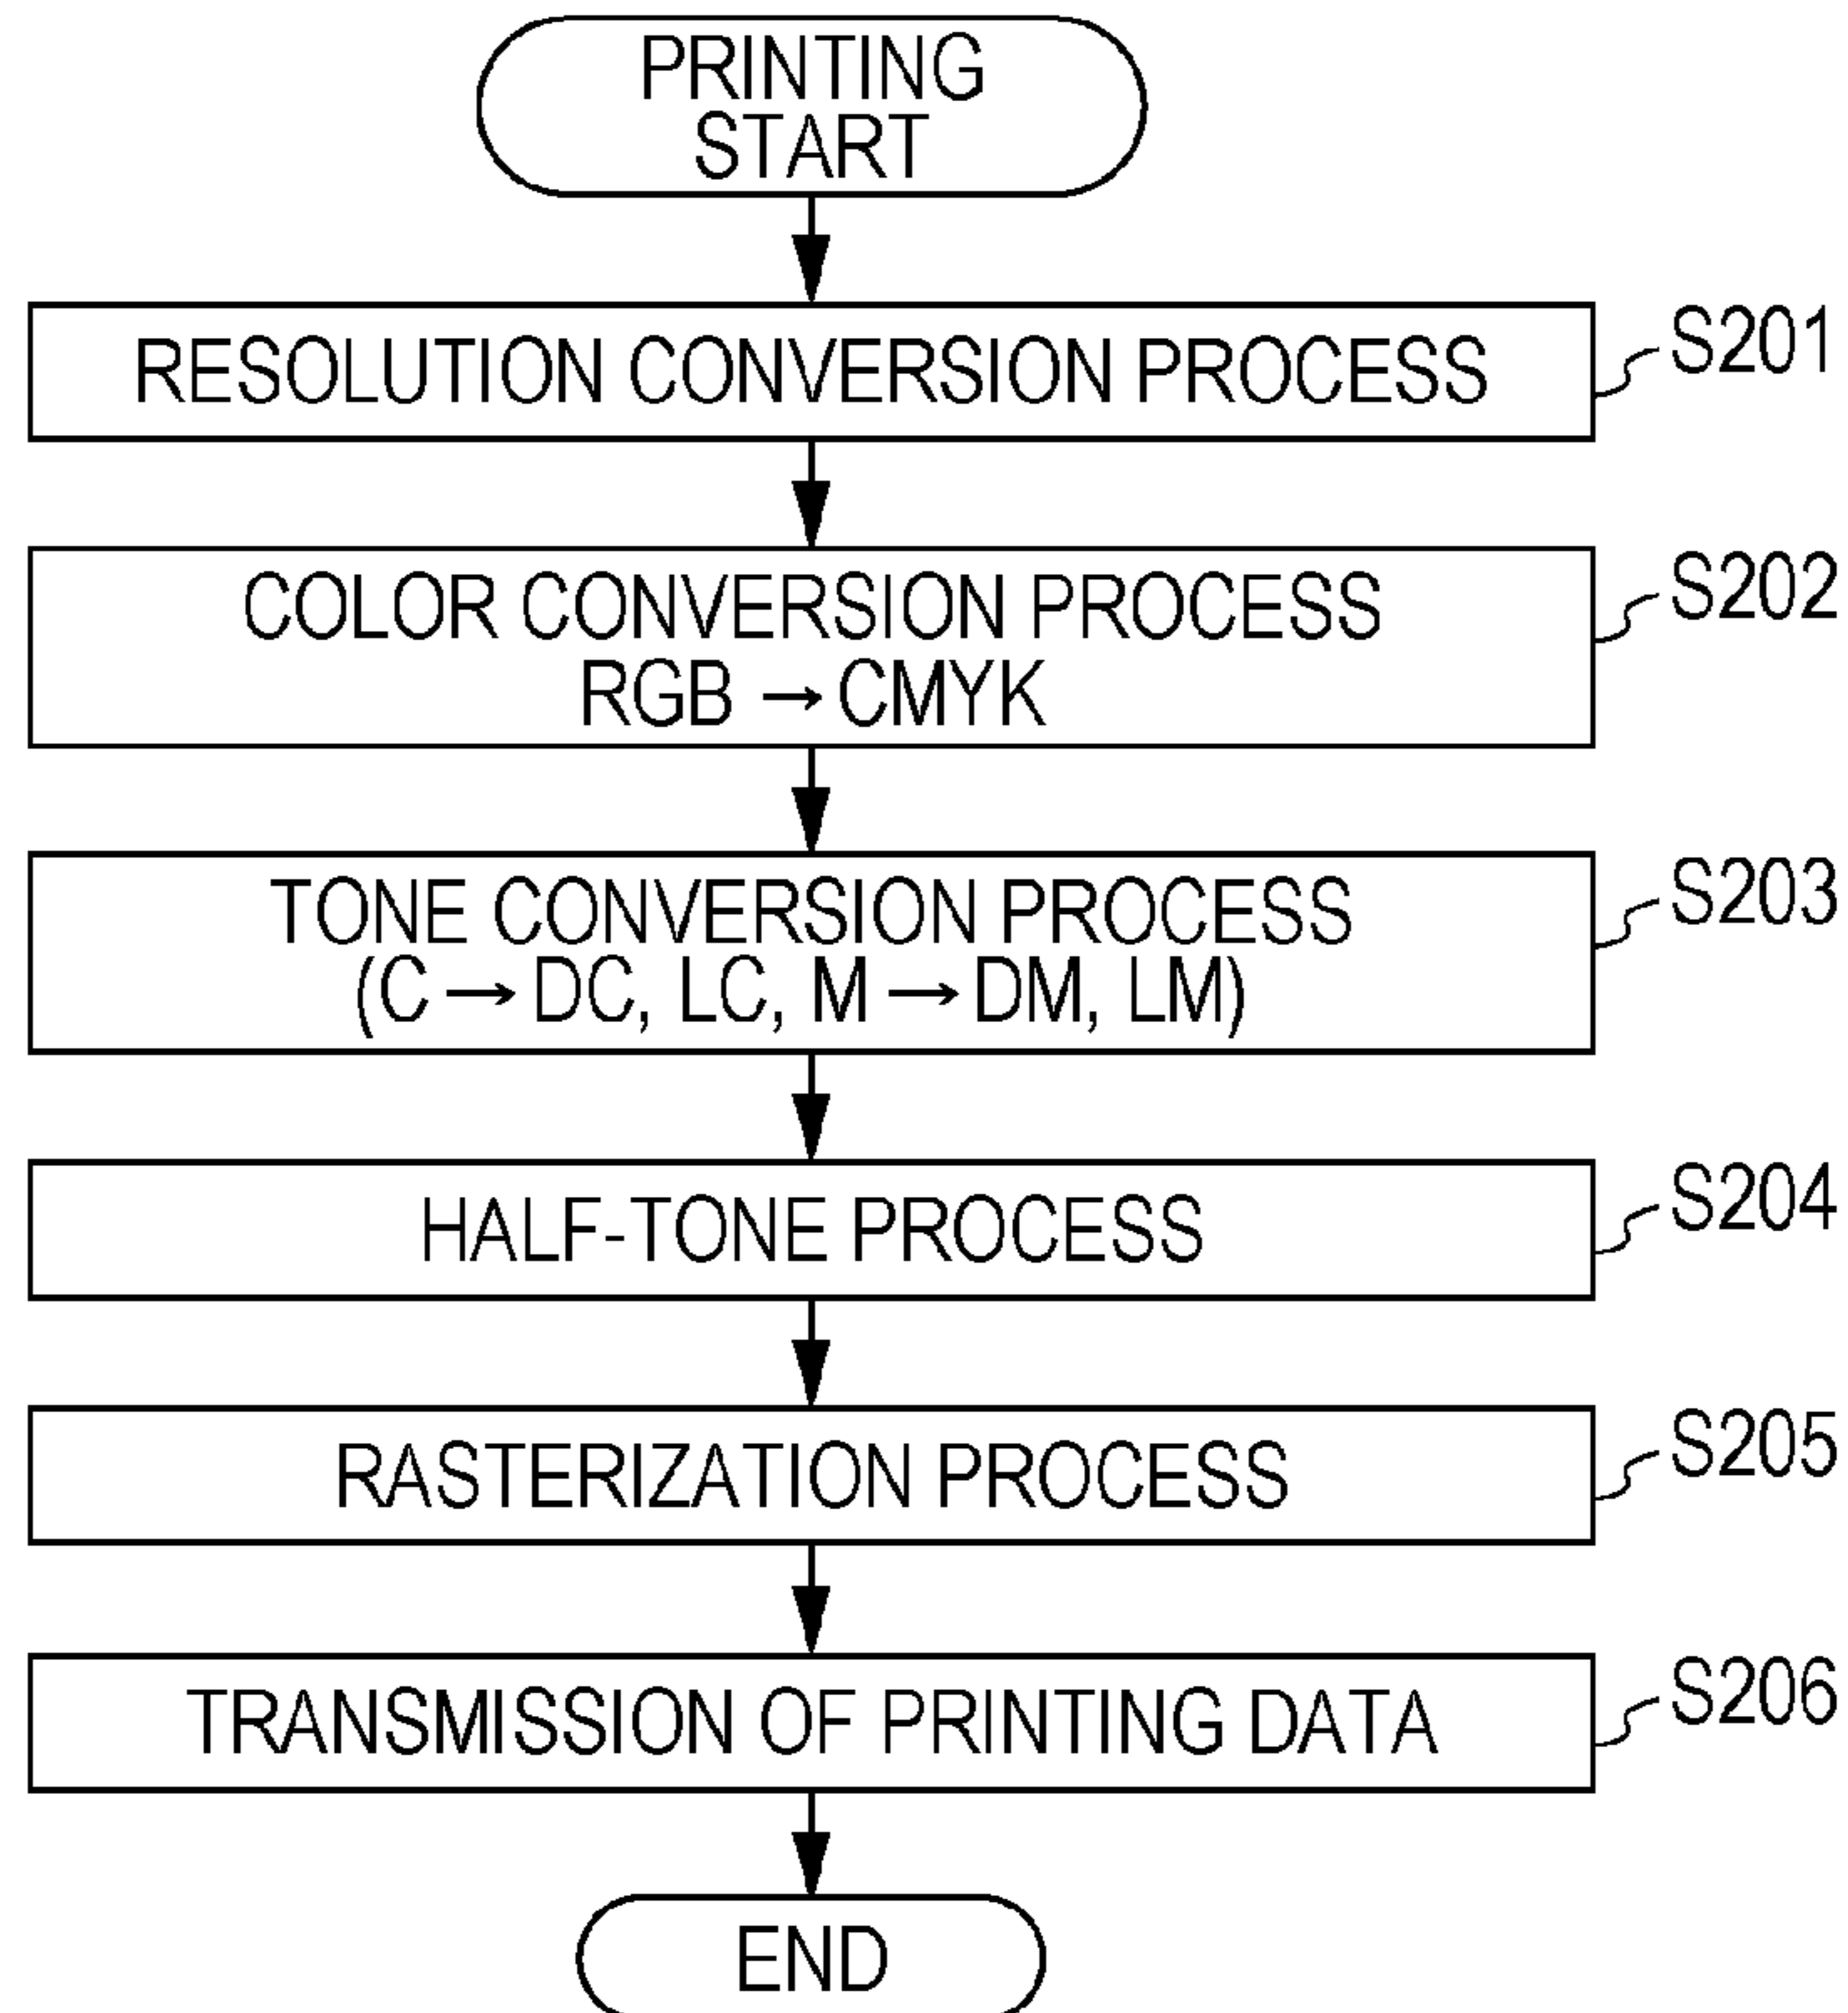 PRINTING
START
RESOLUTION CONVERSION PROCESS
S201
COLOR CONVERSION PROCESS
RGB → CMYK
S202
TONE CONVERSION PROCESS
(C → DC, LC, M → DM, LM)
S203
HALF-TONE PROCESS
S204
RASTERIZATION PROCESS
S205
TRANSMISSION OF PRINTING DATA
S206
END